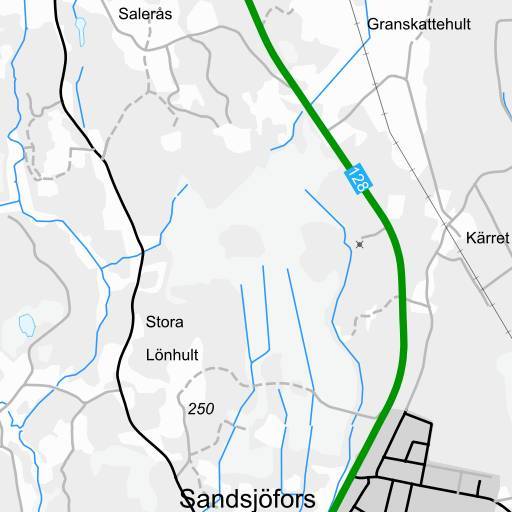 Salerås
Granskattehult
128
Kärret
Stora
Lönhult
250
Sandsjöfors